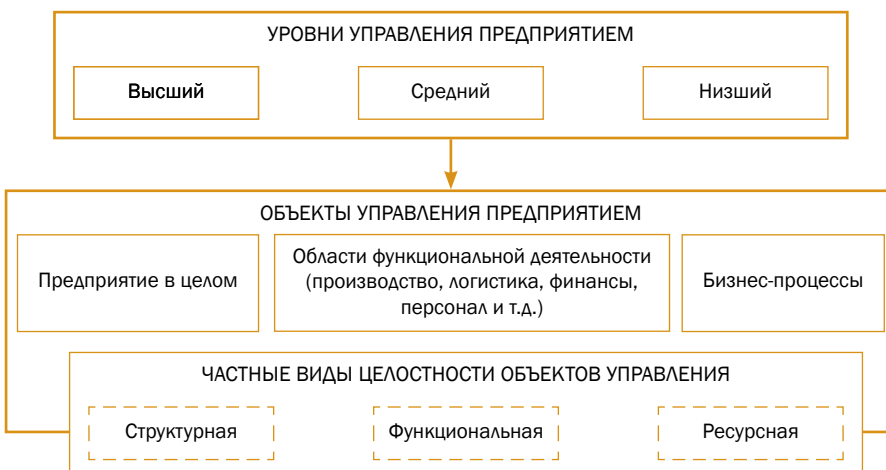 УРОВНИ УПРАВЛЕНИЯ ПРЕДПРИЯТИЕМ
Высший
Средний
Низший
ОБЪЕКТЫ УПРАВЛЕНИЯ ПРЕДПРИЯТИЕМ
Предприятие в целом
Области функциональной деятельности
(производство, логистика, финансы,
персонал и т.д.)
Бизнес-процессы
ЧАСТНЫЕ ВИДЫ ЦЕЛОСТНОСТИ ОБЪЕКТОВ УПРАВЛЕНИЯ
Структурная
Функциональная
Ресурсная